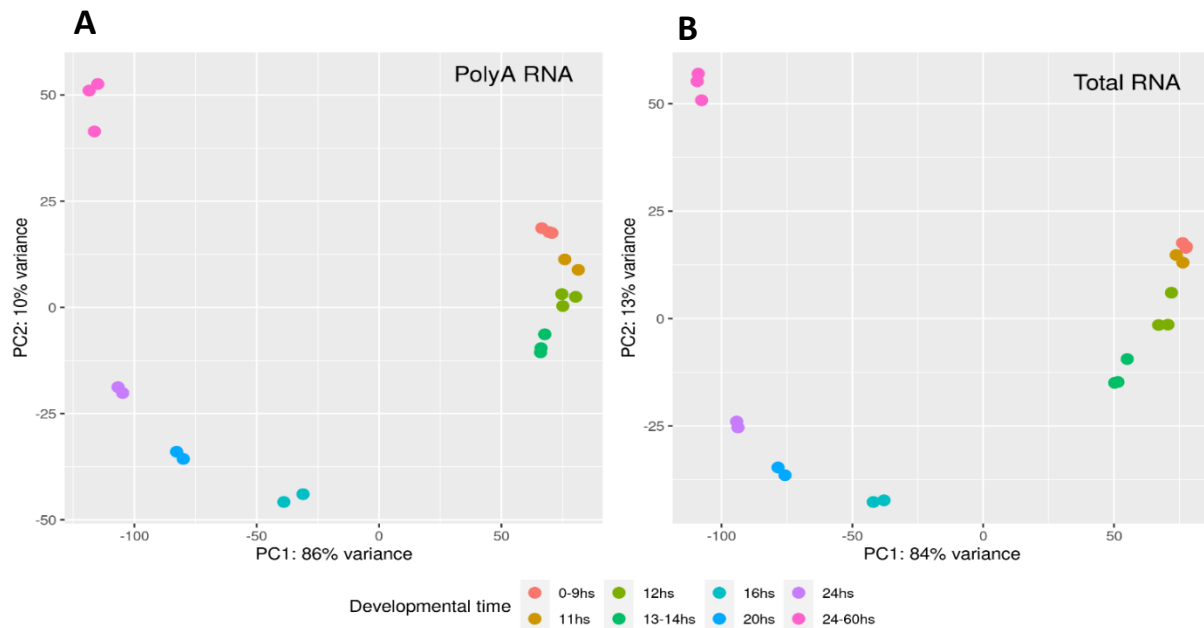 A
PolyA RNA
50
25
0
-25
-50
PC2: 10% variance
-100
-50
0
50
PC1: 86% variance
B
Total RNA
50
25
0
-25
PC2: 13% variance
-100
-50
0
50
PC1: 84% variance
Developmental time
0-9hs
12hs
16hs
24hs
11hs
13-14hs
20hs
24-60hs